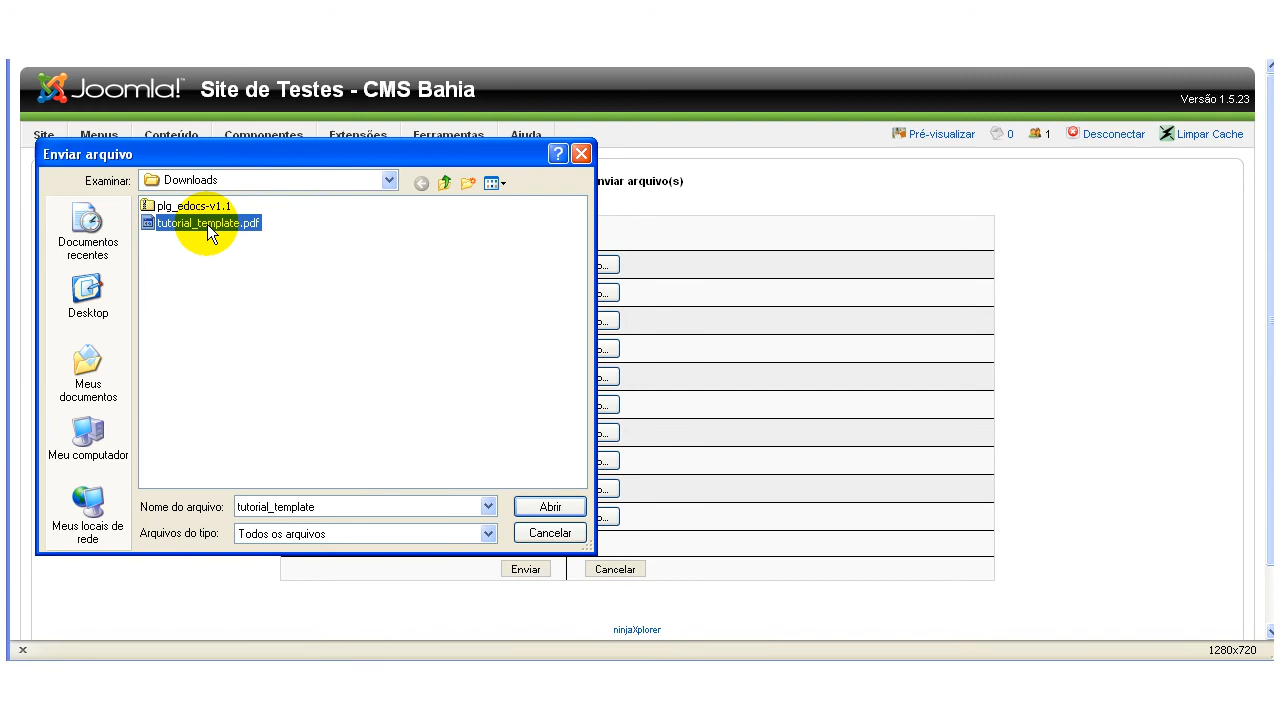 Joomla! Site de Testes - CMS Bahia
Versão 1.5.23
Site Menus Conteúdo Componentes Extensões Ferramentas Ajuda
Pré-visualizar 0 1 Desconectar Limpar Cache
Enviar arquivo
nviar arquivo(s)
Examinar: Downloads
plg_edocs-v1.1
tutorial_template.pdf
Documentos
recentes
Desktop
Meus
documentos
Meu computador
Meus locais de
rede
o...
o...
o...
o...
o...
o...
o...
o...
o...
o...
Nome do arquivo: tutorial_template Abrir
Arquivos do tipo: Todos os arquivos Cancelar
Enviar Cancelar
ninjaXplorer
x 1280x720